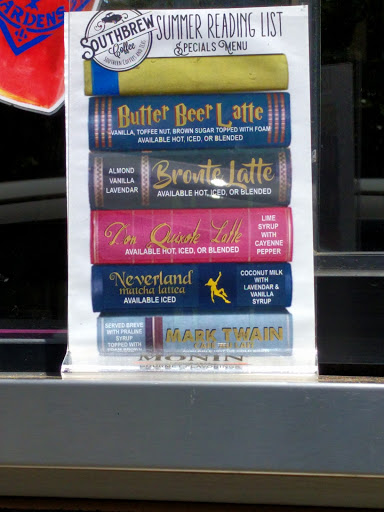 GARDENS
SOUTHBREW
Coffee
SUMMER READING LIST
SPECIALS MENU
Butter Beer Latte
VANILLA, TOFFEE NUT, BROWN SUGAR TOPPED WITH FOAM
AVAILABLE HOT, ICED, OR BLENDED
ALMOND
VANILLA
LAVENDAR
Bronte Latte
AVAILABLE HOT, ICED, OR BLENDED
Don Quixote Latte
AVAILABLE HOT, ICED, OR BLENDED
LIME
SYRUP
WITH
CAYENNE
PEPPER
Neverland
matcha lattea
AVAILABLE ICED
COCONUT MILK
WITH
LAVENDAR &
VANILLA
SYRUP
SERVED BREVE
WITH PRALINE
SYRUP
TOPPED WITH
MARK TWAIN
MONIN